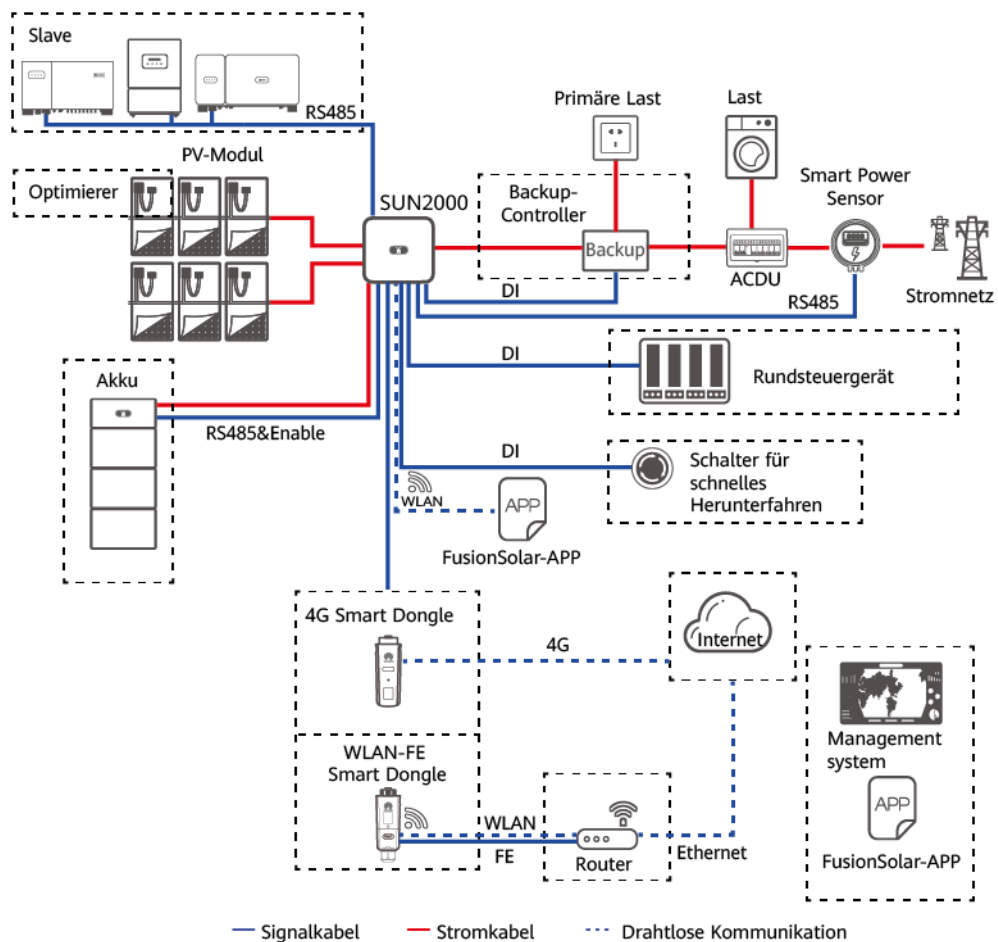 Slave
RS485
Primäre Last
Last
PV-Modul
Optimierer
SUN2000
Backup-
Controller
Smart Power
Sensor
Backup
ACDU
Stromnetz
DI
RS485
DI
Rundsteuergerät
Akku
RS485&Enable
DI
Schalter für
schnelles
Herunterfahren
WLAN
APP
FusionSolar-APP
4G Smart Dongle
4G
Internet
WLAN-FE
Smart Dongle
Management
system
APP
FusionSolar-APP
WLAN
FE
Router
Ethernet
Signalkabel
Stromkabel
Drahtlose Kommunikation